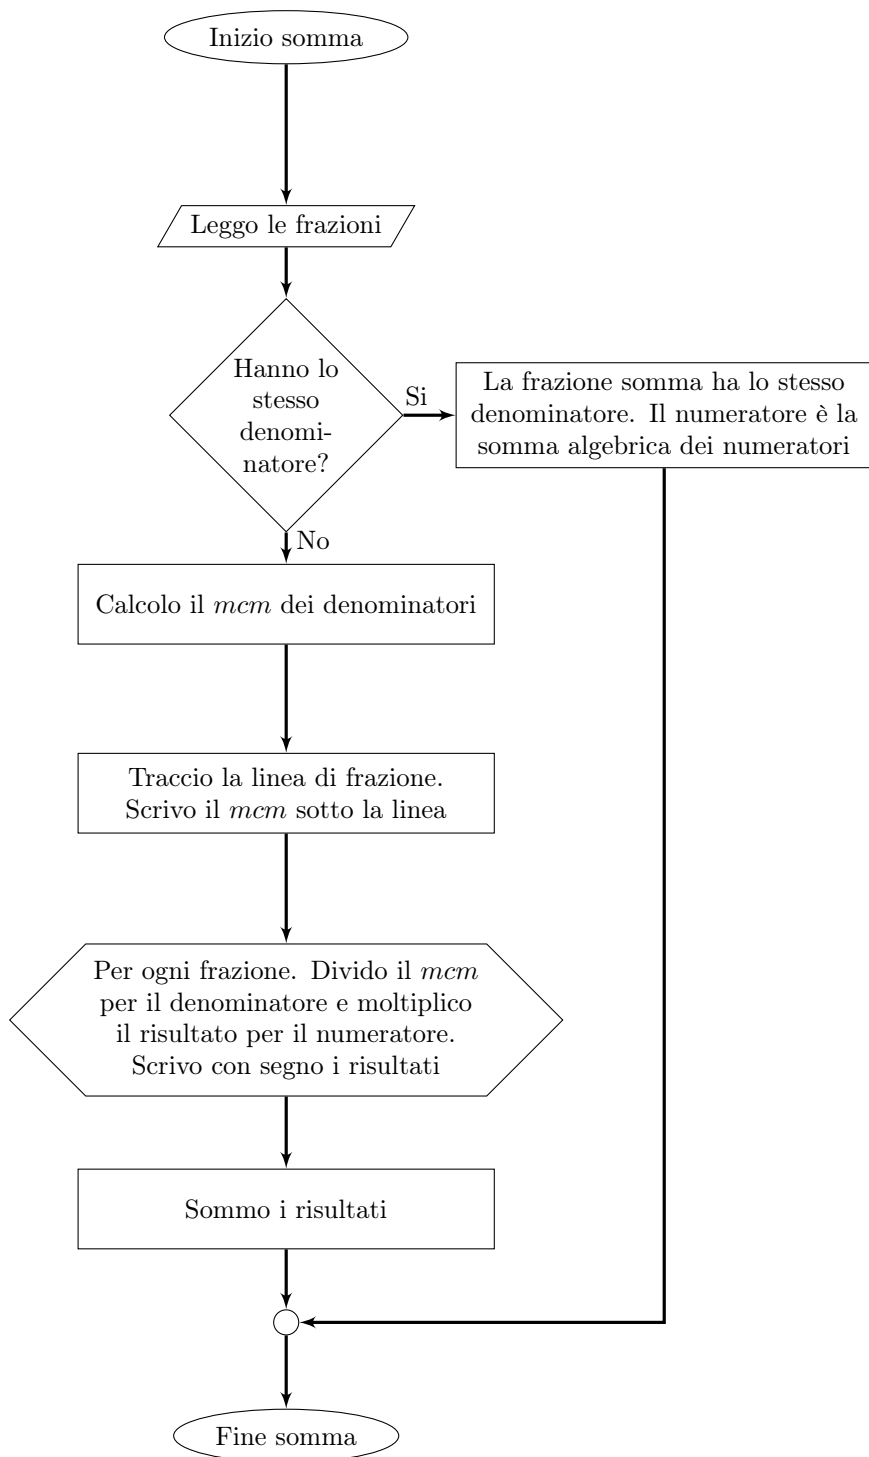 Inizio somma
Leggo le frazioni
Hanno lo
stesso
denomi-
natore?
Si
La frazione somma ha lo stesso
denominatore. Il numeratore è la
somma algebrica dei numeratori
No
Calcolo il mcm dei denominatori
Traccio la linea di frazione.
Scrivo il mcm sotto la linea
Per ogni frazione. Divido il mcm
per il denominatore e moltiplico
il risultato per il numeratore.
Scrivo con segno i risultati
Sommo i risultati
Fine somma